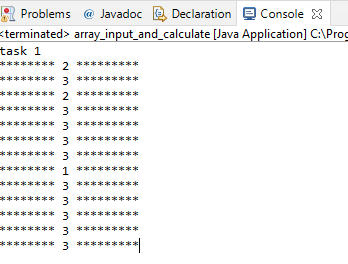 Problems Javadoc Declaration Console
<terminated> array_input_and_calculate [Java Application] C:\Prog
task 1
******** 2 *********
******** 3 *********
******** 2 *********
******** 3 *********
******** 3 *********
******** 3 *********
******** 3 *********
******** 1 *********
******** 3 *********
******** 3 *********
******** 3 *********
******** 3 *********
******** 3 *********